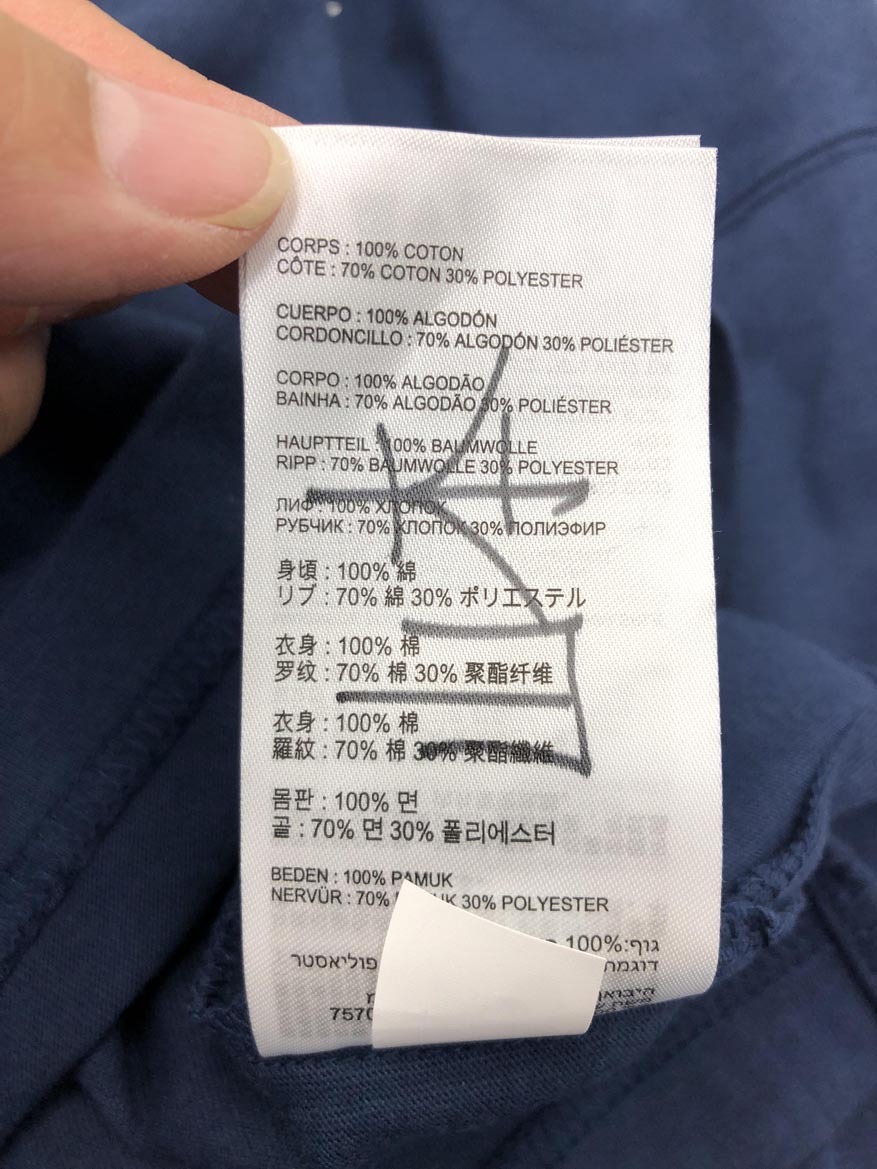 CORPS : 100% COTON
CÔTE : 70% COTON 30% POLYESTER
CUERPO : 100% ALGODÓN
CORDONCILLO : 70% ALGODÓN 30% POLIÉSTER
CORPO : 100% ALGODÃO
BAINHA : 70% ALGODÃO 30% POLIÉSTER
HAUPTTEIL : 100% BAUMWOLLE
RIPP : 70% BAUMWOLLE 30% POLYESTER
ЛИФ : 100% ХЛОПОК
РУБЧИК : 70% ХЛОПОК 30% ПОЛИЭФИР
身頃 : 100% 綿
リブ : 70% 綿 30% ポリエステル
衣身 : 100% 棉
罗纹 : 70% 棉 30% 聚酯纤维
衣身 : 100% 棉
羅紋 : 70% 棉 30% 聚酯纖維
몸판 : 100% 면
골 : 70% 면 30% 폴리에스터
BEDEN : 100% PAMUK
NERVÜR : 70% 30% POLYESTER
גוף: 100%
פוליאסטר
7570